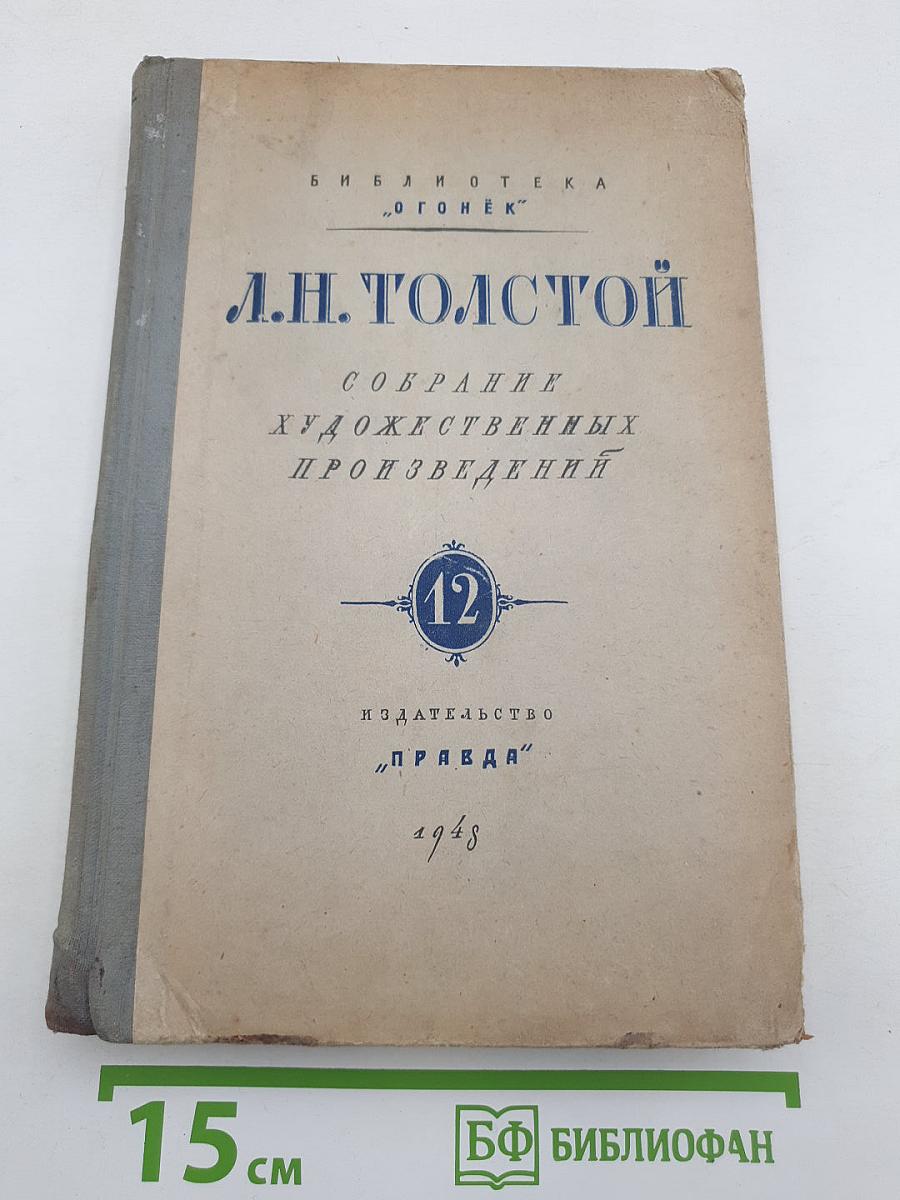 БИБЛИОТЕКА
„ОГОНЁК“
Л.Н.ТОЛСТОЙ
СОБРАНИЕ
ХУДОЖЕСТВЕННЫХ
ПРОИЗВЕДЕНИЙ
12
ИЗДАТЕЛЬСТВО
„ПРАВДА“
1948
15 см
БФ БИБЛИОФАН